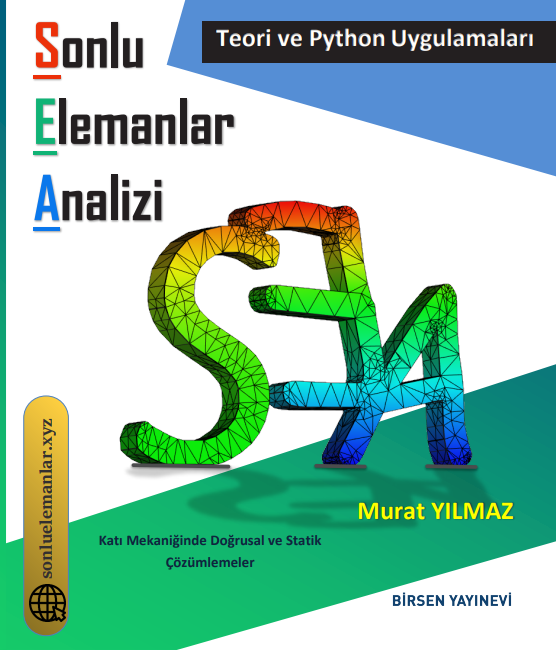 Sonlu
Elemanlar
Analizi
Teori ve Python Uygulamaları
SEA
sonluelemanlar.xyz
Murat YILMAZ
Katı Mekaniğinde Doğrusal ve Statik
Çözümlemeler
BİRSEN YAYINEVİ